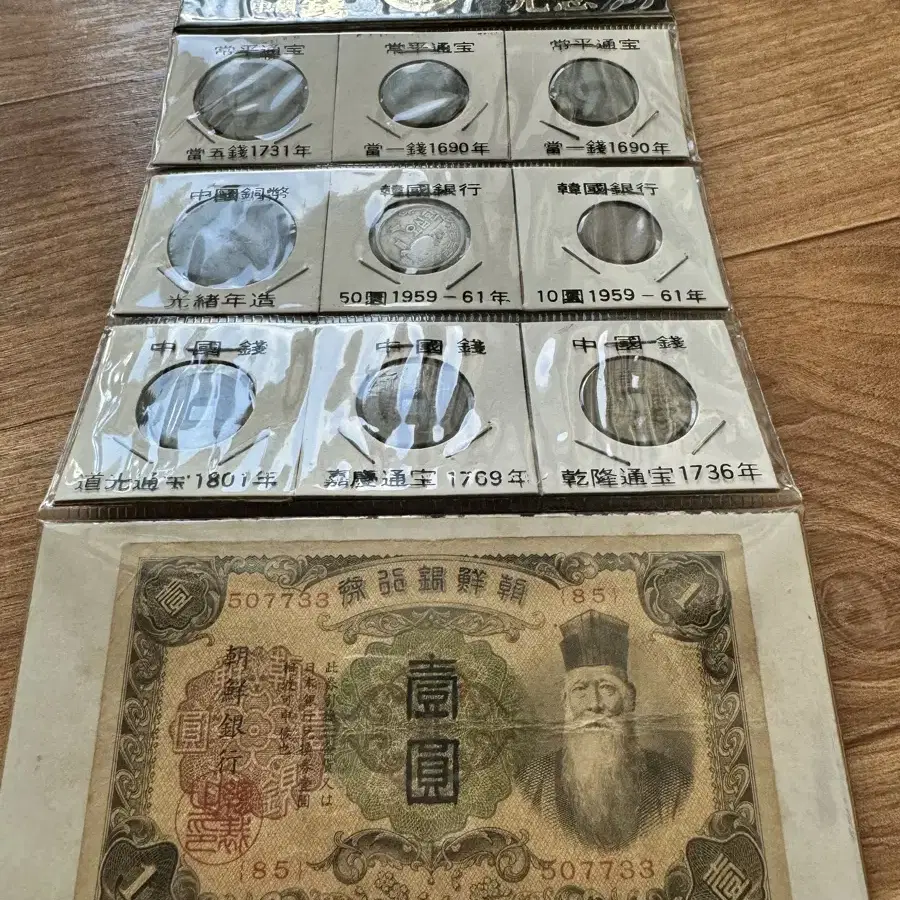 常平通宝 常平通宝 常平通宝
當五錢1731年 當一錢1690年 當一錢1690年
中國銅幣 韓國銀行 韓國銀行
光緒年造 50圜1959-61年 10圜1959-61年
中國錢 中國錢 中國錢
道光通宝1801年 嘉慶通宝 1769年 乾隆通宝1736年
壹 1
507733 券行銀鮮朝 {85}
朝鮮銀行
壹圓
{85} 507733
1 壹